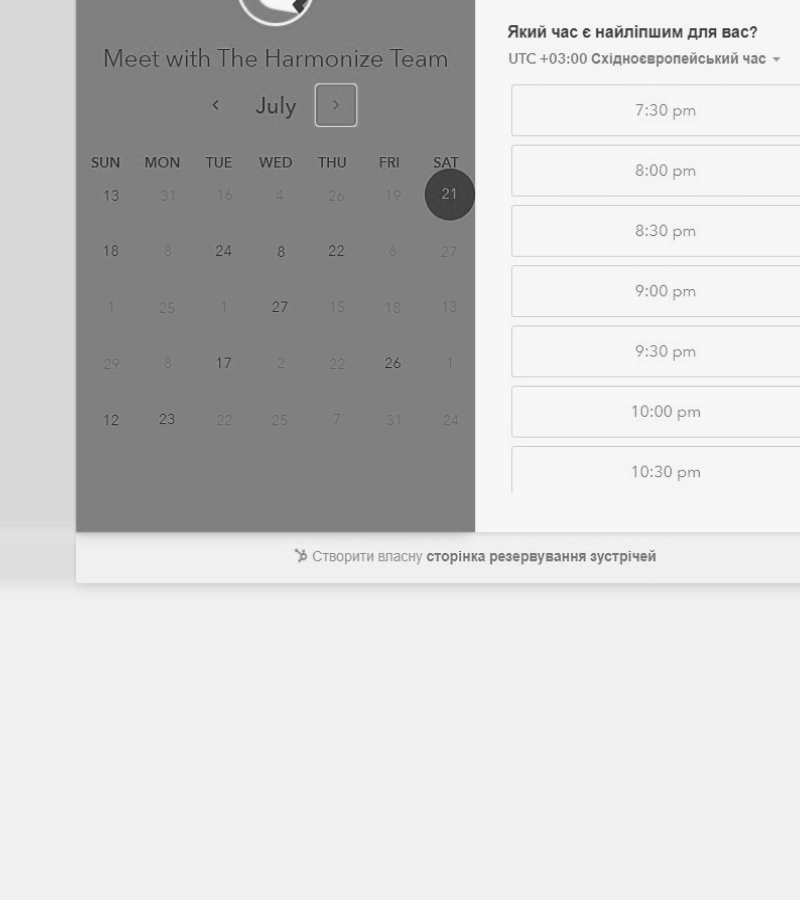 Meet with The Harmonize Team
July
SUN MON TUE WED THU FRI SAT
13 31 16 4 26 19 21
18 8 24 8 22 6 27
1 25 1 27 15 18 13
29 8 17 2 22 26 1
12 23 22 25 7 31 24
Який час є найліпшим для вас?
UTC +03:00 Східноєвропейський час
7:30 pm
8:00 pm
8:30 pm
9:00 pm
9:30 pm
10:00 pm
10:30 pm
Створити власну сторінка резервування зустрічей